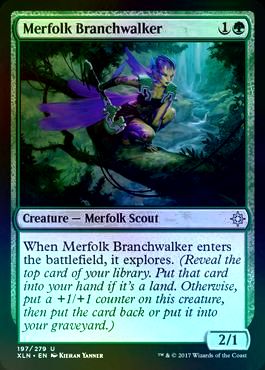 Merfolk Branchwalker 1
Creature — Merfolk Scout
When Merfolk Branchwalker enters
the battlefield, it explores. (Reveal the
top card of your library. Put that card
into your hand if it's a land. Otherwise,
put a +1/+1 counter on this creature,
then put the card back or put it into
your graveyard.)
2/1
197/279 U
XLN • EN Kieran Yanner
™ & © 2017 Wizards of the Coast